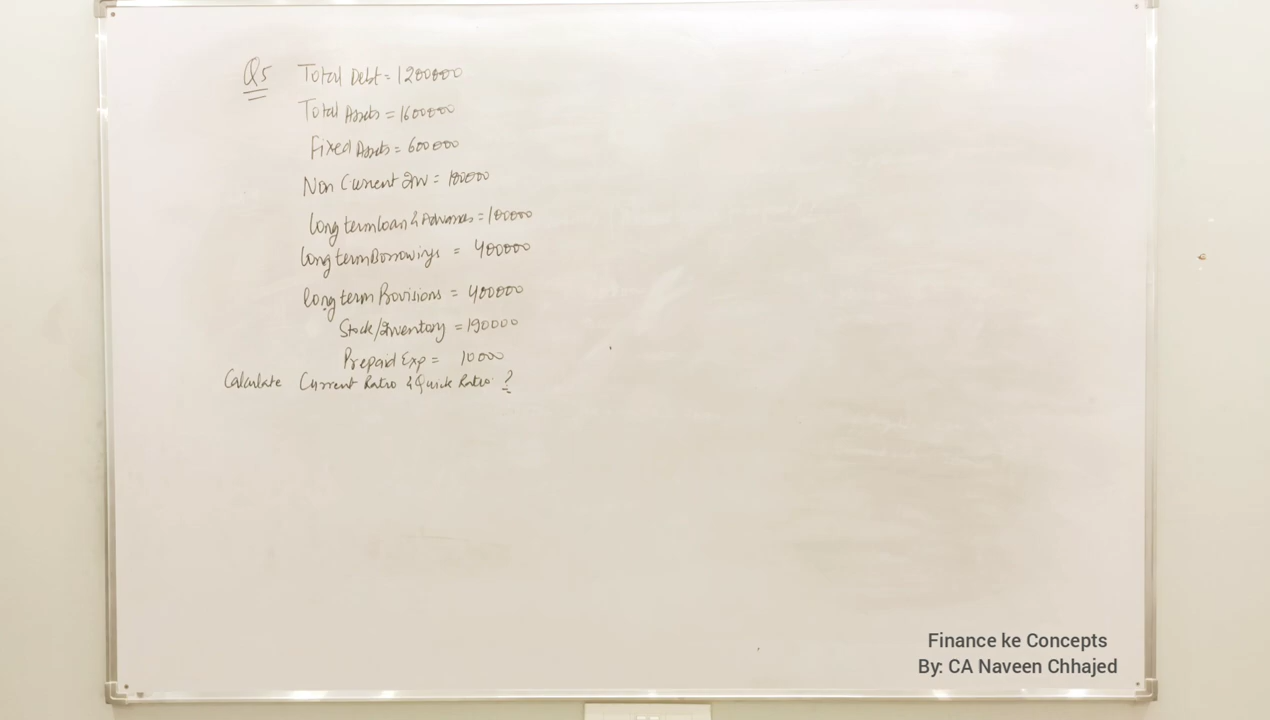 Q5 Total Debt = 1200000
Total Assets = 1600000
Fixed Assets = 600000
Non Current Inv = 100000
Long term loan & Advances = 100000
Long term Borrowings = 400000
Long term Provisions = 400000
Stock/Inventory = 190000
Prepaid Exp = 10000
Calculate Current Ratio & Quick Ratio ?
Finance ke Concepts
By: CA Naveen Chhajed